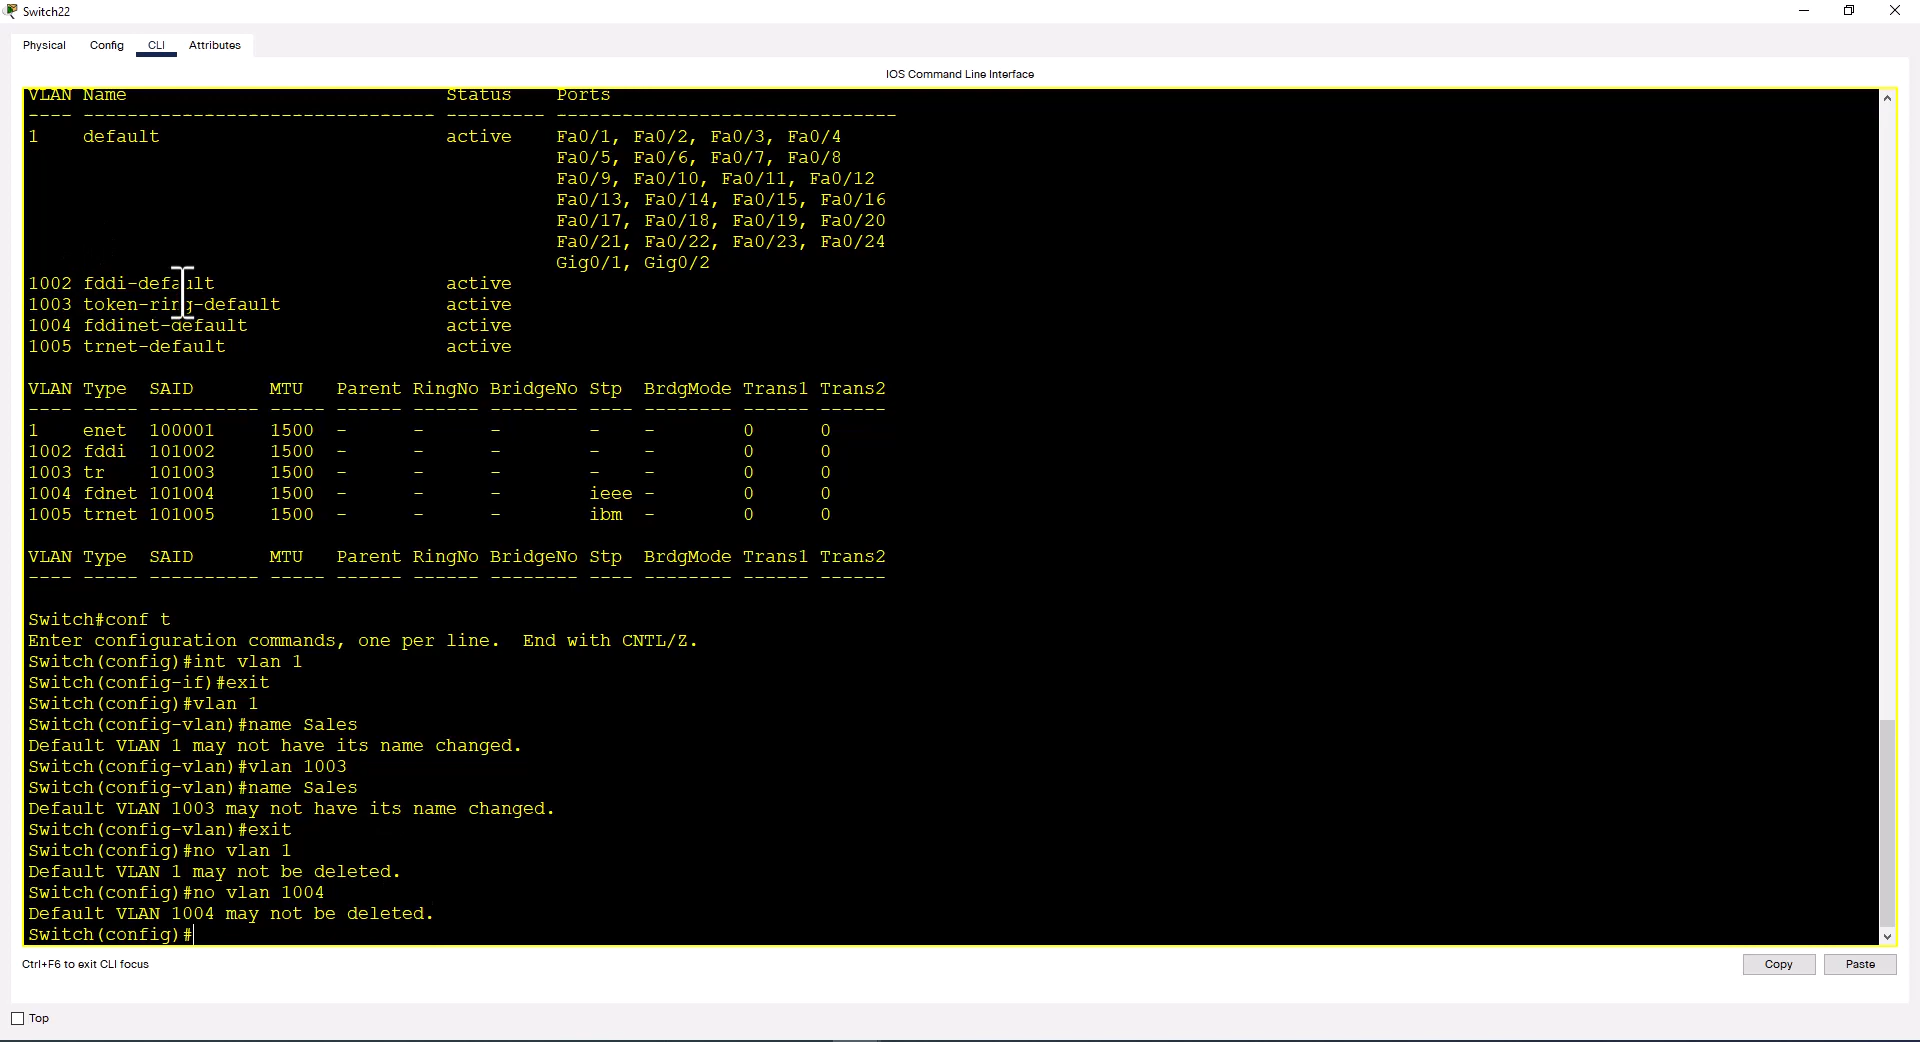 Switch22
Physical Config CLI Attributes
IOS Command Line Interface
VLAN Name                             Status    Ports
---- -------------------------------- --------- -------------------------------
1    default                          active    Fa0/1, Fa0/2, Fa0/3, Fa0/4
                                                Fa0/5, Fa0/6, Fa0/7, Fa0/8
                                                Fa0/9, Fa0/10, Fa0/11, Fa0/12
                                                Fa0/13, Fa0/14, Fa0/15, Fa0/16
                                                Fa0/17, Fa0/18, Fa0/19, Fa0/20
                                                Fa0/21, Fa0/22, Fa0/23, Fa0/24
                                                Gig0/1, Gig0/2
1002 fddi-default                     active
1003 token-ring-default               active
1004 fddinet-default                  active
1005 trnet-default                    active
VLAN Type  SAID       MTU   Parent RingNo BridgeNo Stp  BrdgMode Trans1 Trans2
---- ----- ---------- ----- ------ ------ -------- ---- -------- ------ ------
1    enet  100001     1500  -      -      -        -    -        0      0
1002 fddi  101002     1500  -      -      -        -    -        0      0
1003 tr    101003     1500  -      -      -        -    -        0      0
1004 fdnet 101004     1500  -      -      -        ieee -        0      0
1005 trnet 101005     1500  -      -      -        ibm  -        0      0
VLAN Type  SAID       MTU   Parent RingNo BridgeNo Stp  BrdgMode Trans1 Trans2
---- ----- ---------- ----- ------ ------ -------- ---- -------- ------ ------
Switch#conf t
Enter configuration commands, one per line.  End with CNTL/Z.
Switch(config)#int vlan 1
Switch(config-if)#exit
Switch(config)#vlan 1
Switch(config-vlan)#name Sales
Default VLAN 1 may not have its name changed.
Switch(config-vlan)#vlan 1003
Switch(config-vlan)#name Sales
Default VLAN 1003 may not have its name changed.
Switch(config-vlan)#exit
Switch(config)#no vlan 1
Default VLAN 1 may not be deleted.
Switch(config)#no vlan 1004
Default VLAN 1004 may not be deleted.
Switch(config)#
Ctrl+F6 to exit CLI focus
Copy Paste
Top